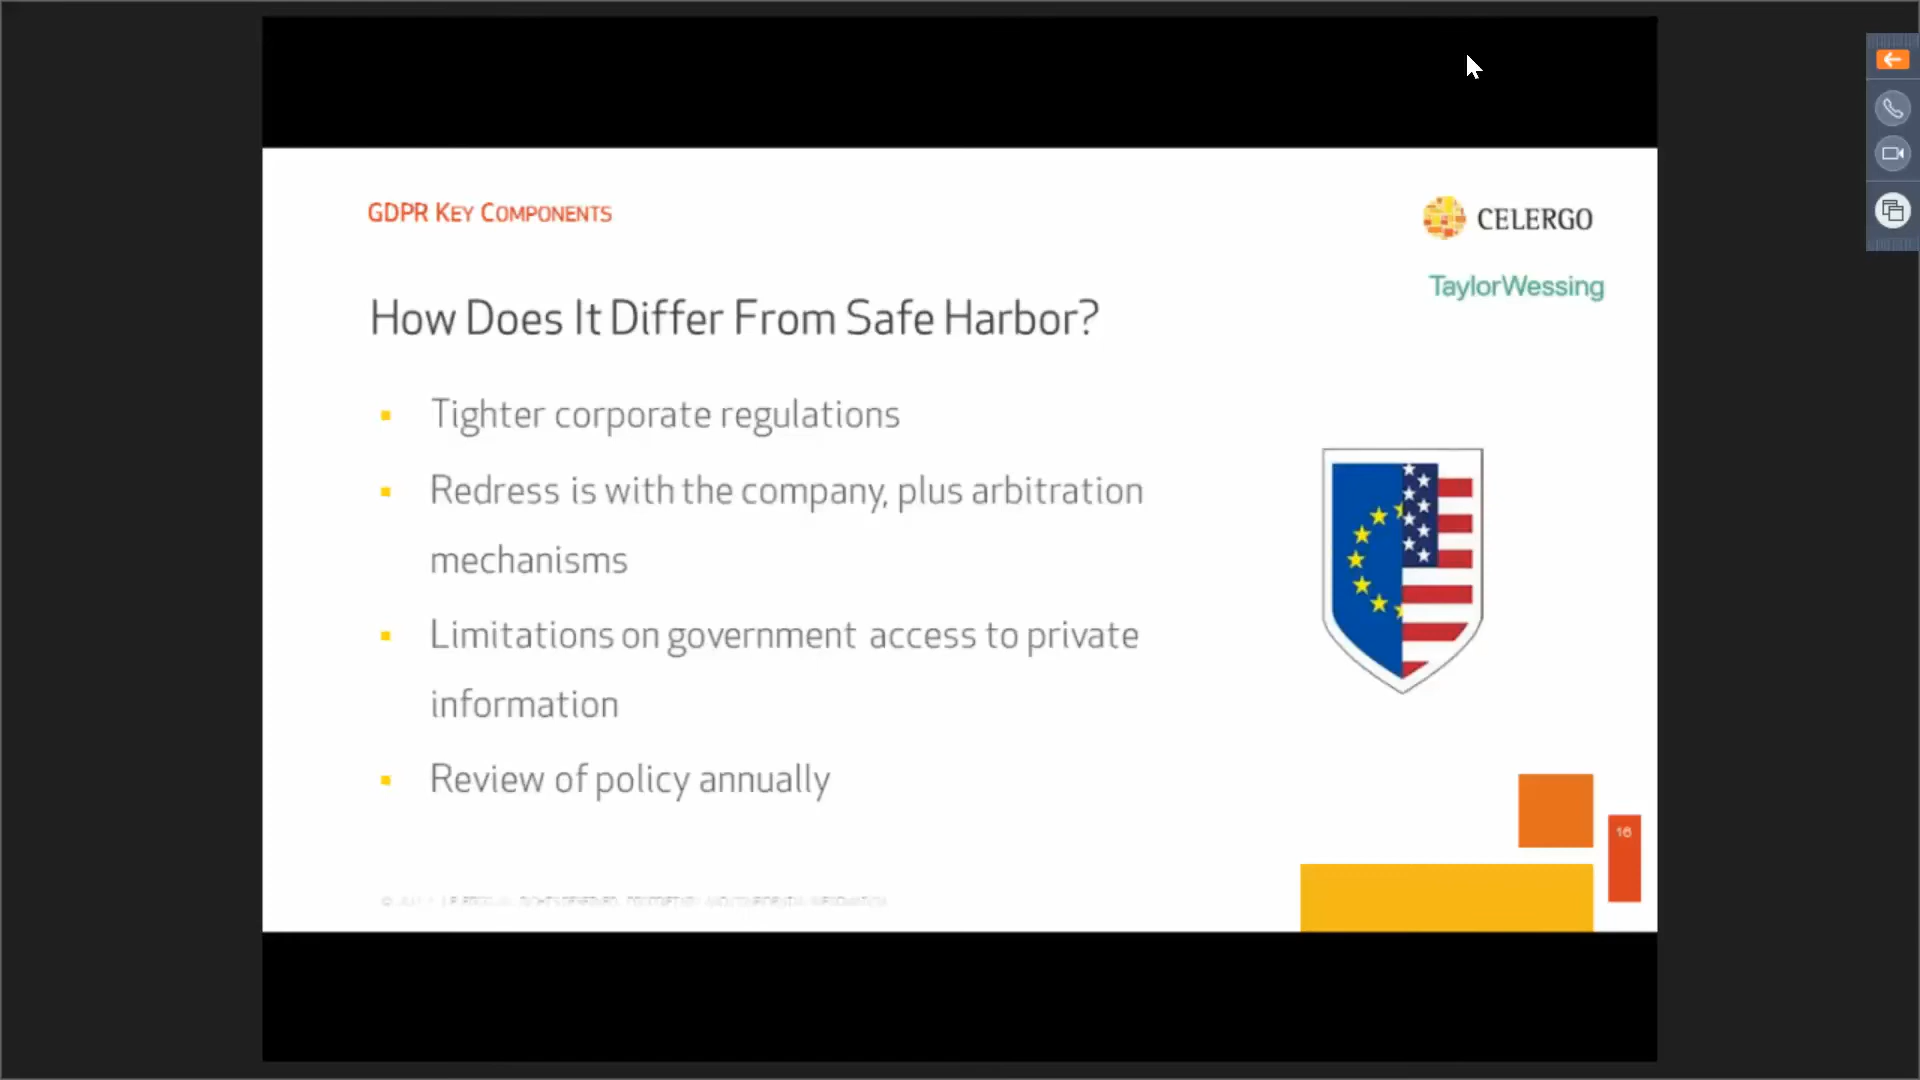 GDPR KEY COMPONENTS
CELERGO
TaylorWessing
How Does It Differ From Safe Harbor?
Tighter corporate regulations
Redress is with the company, plus arbitration
mechanisms
Limitations on government access to private
information
Review of policy annually
16